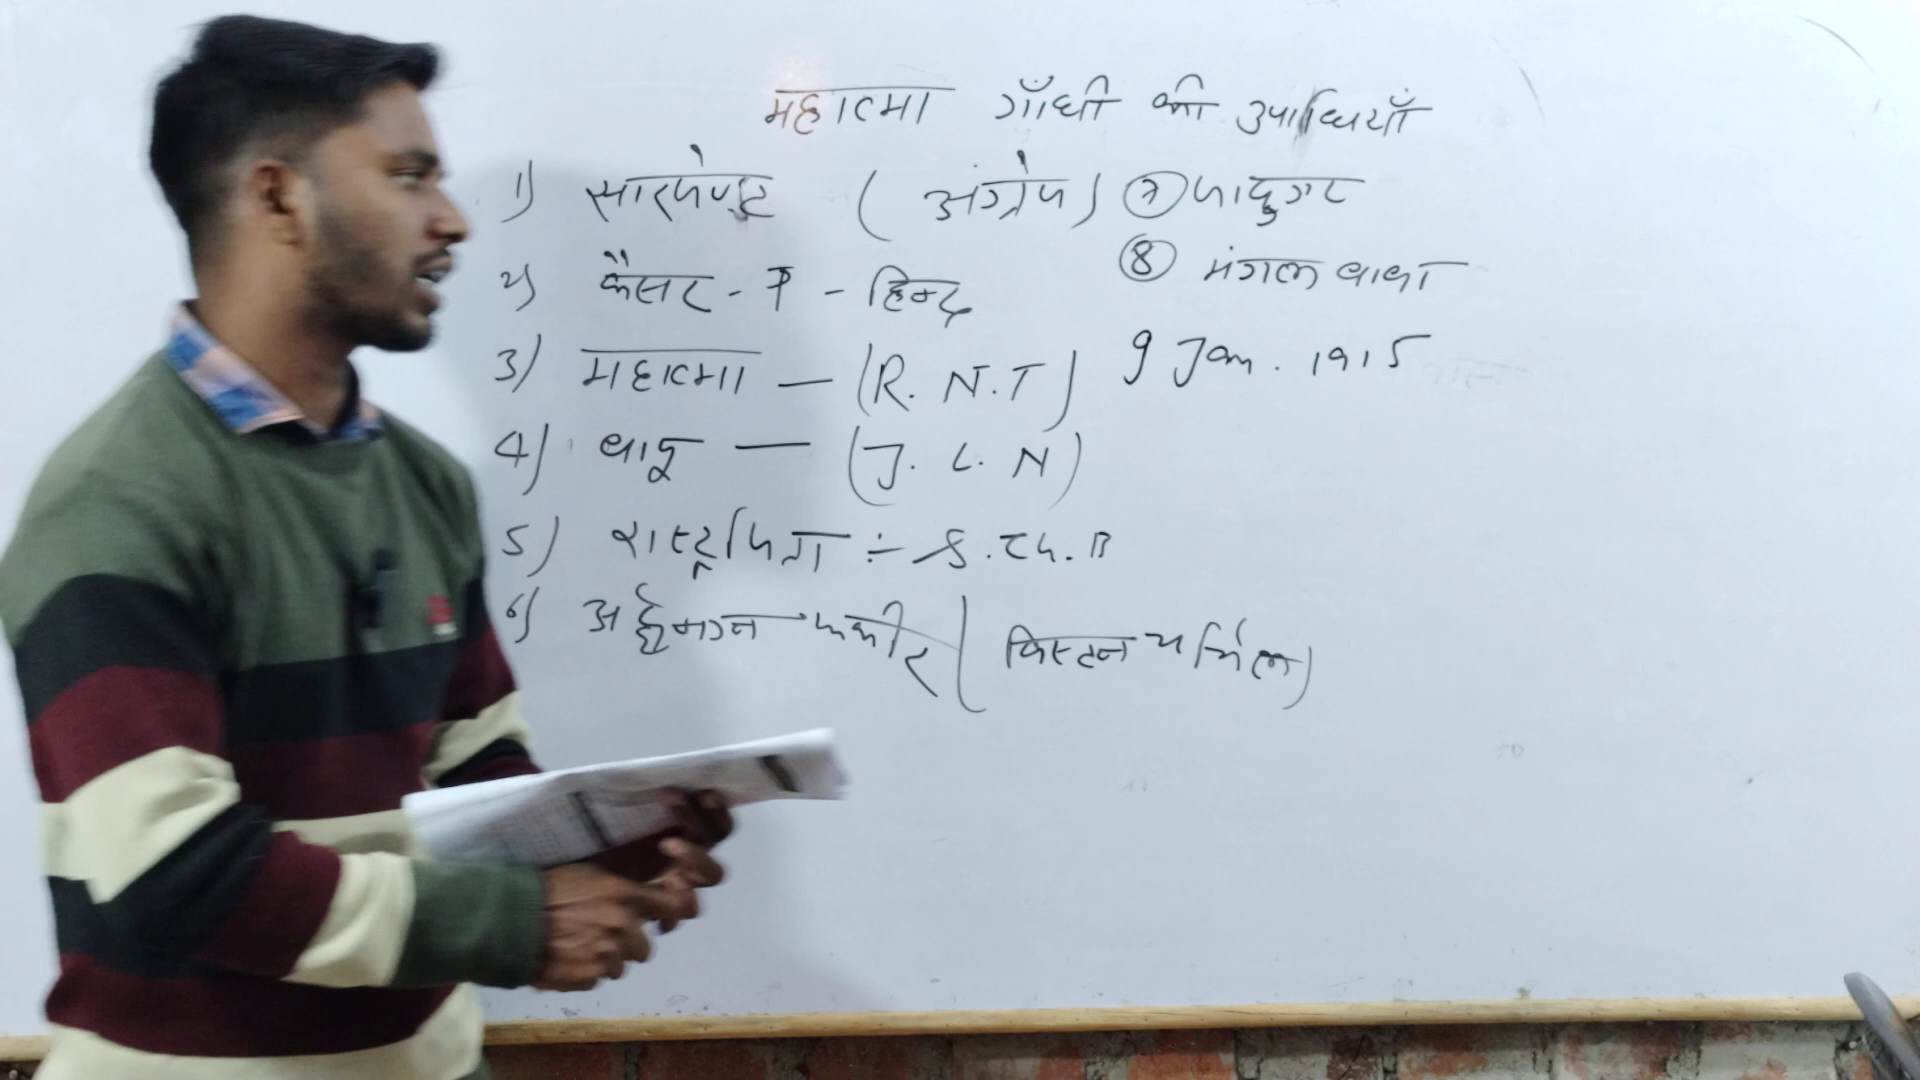 महात्मा गाँधी की उपाधियाँ
1) सारजेण्ट (अंग्रेज)
2) कैसर - ए - हिन्द
3) महात्मा — (R. N. T)
4) बापू — (J. L. N)
5) राष्ट्रपिता ÷ S. Ch. B
6) अर्द्धनग्न फकीर (विस्टन चर्चिल)
7 जादुगर
8 मंगल बाबा
9 Jan. 1915